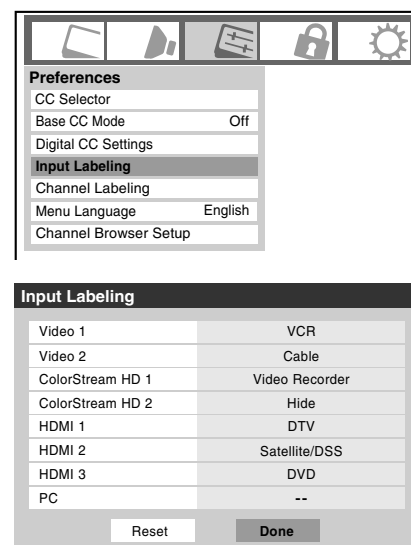 Preferences
CC Selector
Base CC Mode Off
Digital CC Settings
Input Labeling
Channel Labeling
Menu Language English
Channel Browser Setup
Input Labeling
Video 1 VCR
Video 2 Cable
ColorStream HD 1 Video Recorder
ColorStream HD 2 Hide
HDMI 1 DTV
HDMI 2 Satellite/DSS
HDMI 3 DVD
PC --
Reset Done